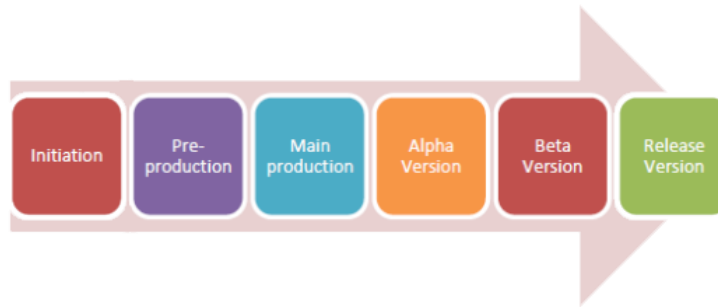 Initiation
Pre-
production
Main
production
Alpha
Version
Beta
Version
Release
Version